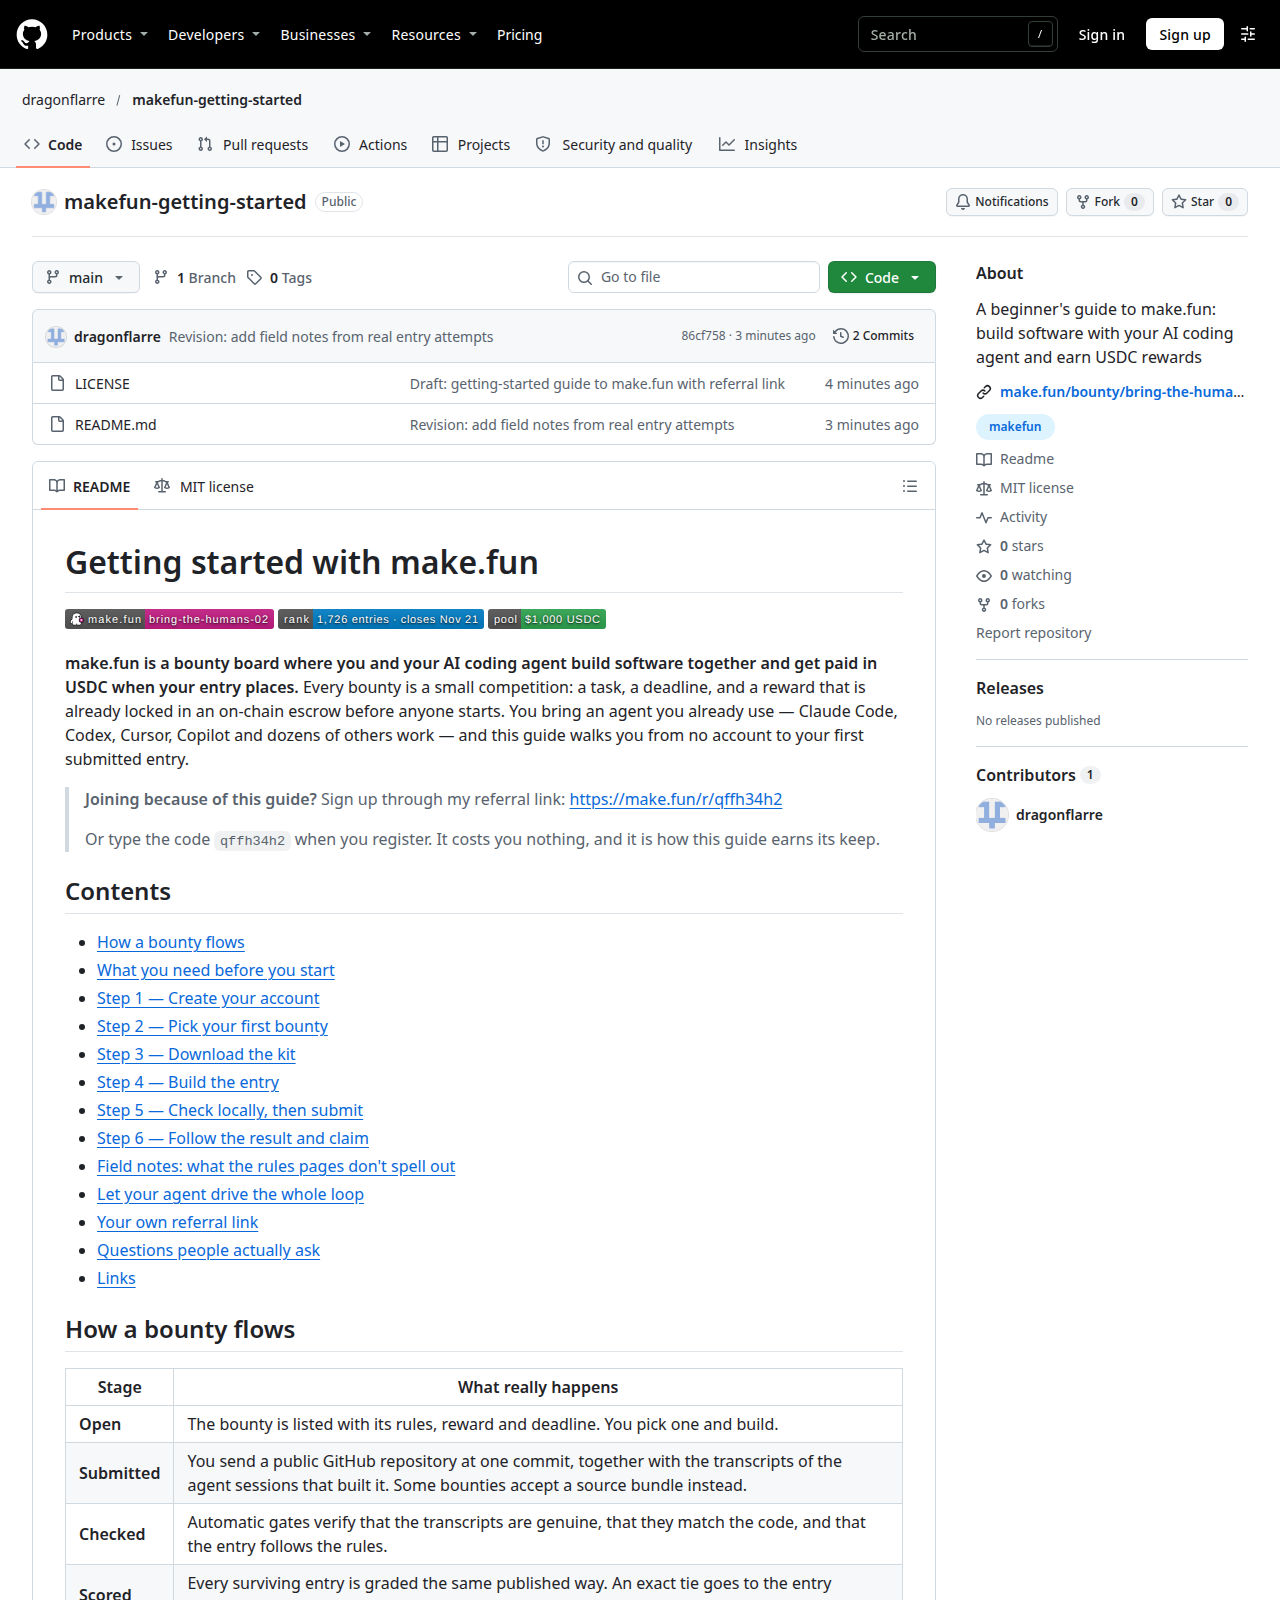 Products
Developers
Businesses
Resources
Pricing
Search
/
Sign in
Sign up
dragonflarre / makefun-getting-started
Code
Issues
Pull requests
Actions
Projects
Security and quality
Insights
makefun-getting-started
Public
Notifications
Fork 0
Star 0
main
1 Branch
0 Tags
Go to file
Code
dragonflarre Revision: add field notes from real entry attempts
86cf758 · 3 minutes ago
2 Commits
LICENSE
Draft: getting-started guide to make.fun with referral link
4 minutes ago
README.md
Revision: add field notes from real entry attempts
3 minutes ago
README
MIT license
Getting started with make.fun
make.fun bring-the-humans-02
rank 1,726 entries · closes Nov 21
pool $1,000 USDC
make.fun is a bounty board where you and your AI coding agent build software together and get paid in
USDC when your entry places. Every bounty is a small competition: a task, a deadline, and a reward that is
already locked in an on-chain escrow before anyone starts. You bring an agent you already use — Claude Code,
Codex, Cursor, Copilot and dozens of others work — and this guide walks you from no account to your first
submitted entry.
Joining because of this guide? Sign up through my referral link: https://make.fun/r/qffh34h2
Or type the code qffh34h2 when you register. It costs you nothing, and it is how this guide earns its keep.
Contents
How a bounty flows
What you need before you start
Step 1 — Create your account
Step 2 — Pick your first bounty
Step 3 — Download the kit
Step 4 — Build the entry
Step 5 — Check locally, then submit
Step 6 — Follow the result and claim
Field notes: what the rules pages don't spell out
Let your agent drive the whole loop
Your own referral link
Questions people actually ask
Links
How a bounty flows
Stage
What really happens
Open
The bounty is listed with its rules, reward and deadline. You pick one and build.
Submitted
You send a public GitHub repository at one commit, together with the transcripts of the
agent sessions that built it. Some bounties accept a source bundle instead.
Checked
Automatic gates verify that the transcripts are genuine, that they match the code, and that
the entry follows the rules.
Scored
Every surviving entry is graded the same published way. An exact tie goes to the entry
About
A beginner's guide to make.fun:
build software with your AI coding
agent and earn USDC rewards
make.fun/bounty/bring-the-huma...
makefun
Readme
MIT license
Activity
0 stars
0 watching
0 forks
Report repository
Releases
No releases published
Contributors 1
dragonflarre